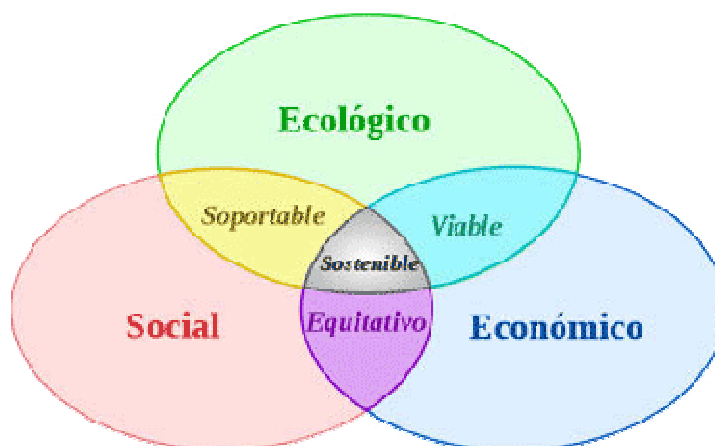 Ecológico
Soportable
Viable
Sostenible
Social
Equitativo
Económico